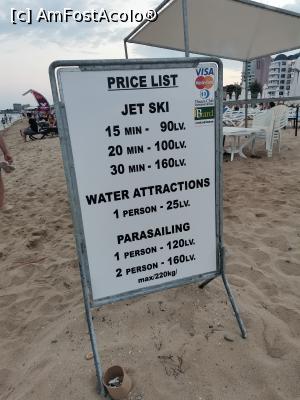 [c] AmFostAcolo®
PRICE LIST
VISA
MasterCard
JET SKI
15 MIN - 90LV.
20 MIN - 100LV.
30 MIN - 160LV.
WATER ATTRACTIONS
1 PERSON - 25LV.
PARASAILING
1 PERSON - 120LV.
2 PERSON - 160LV.
max/220kg/